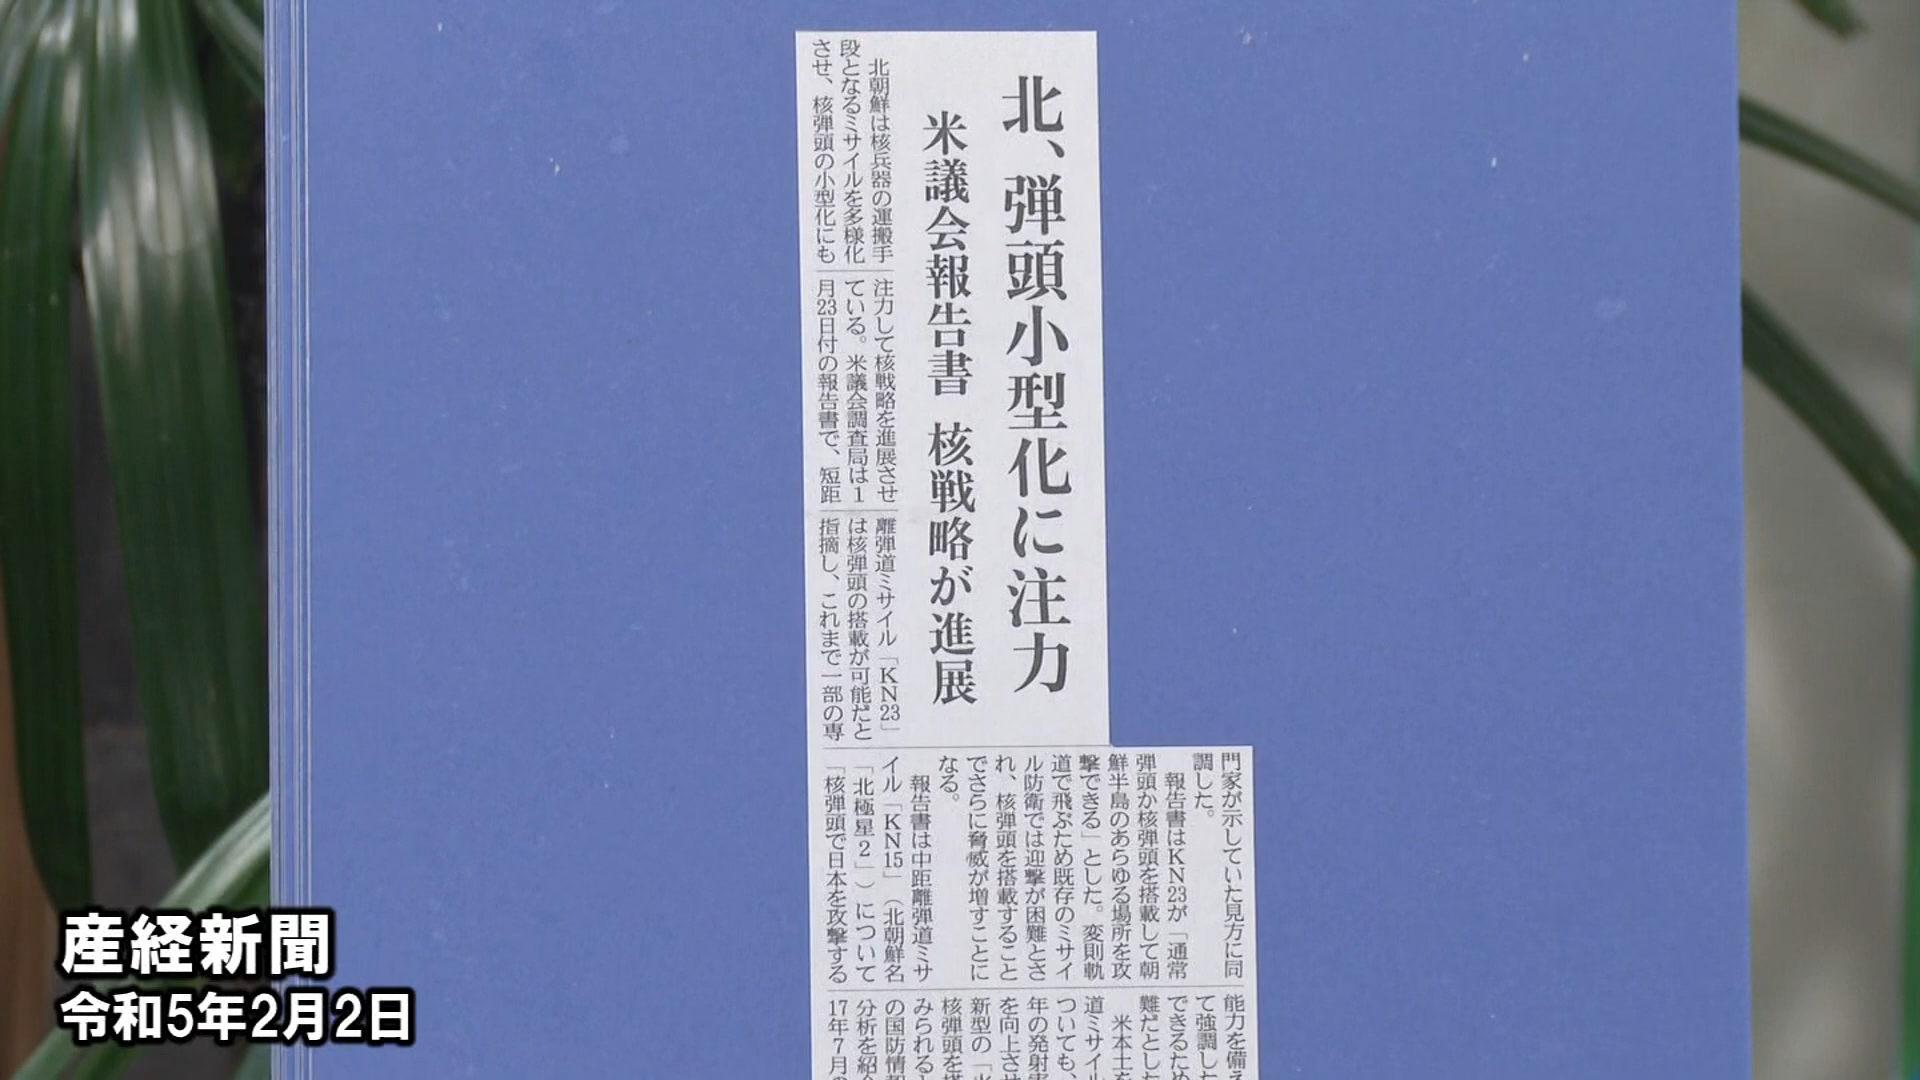 北、弾頭小型化に注力
米議会報告書 核戦略が進展
北朝鮮は核兵器の運搬手
段となるミサイルを多様化
させ、核弾頭の小型化にも
注力して核戦略を進展させ
ている。米議会調査局は1
月23日付の報告書で、短距
離弾道ミサイル「KN23」
は核弾頭の搭載が可能だと
指摘し、これまで一部の専
門家が示していた見方に同
調した。
報告書はKN23が「通常
弾頭か核弾頭を搭載して朝
鮮半島のあらゆる場所を攻
撃できる」とした。変則軌
道で飛ぶため既存のミサイ
ル防衛では迎撃が困難とさ
れ、核弾頭を搭載すること
でさらに脅威が増すことに
なる。
報告書は中距離弾道ミサ
イル「KN15」（北朝鮮名
「北極星2」）について
「核弾頭で日本を攻撃する
能力を備え
て強調した
できるため
難だとした
米本土を
道ミサイル
ついても、
年の発射実
を向上させ
新型の「火
核弾頭を搭
みられると
の国防情報
分析を紹介
17年7月の
産経新聞
令和5年2月2日